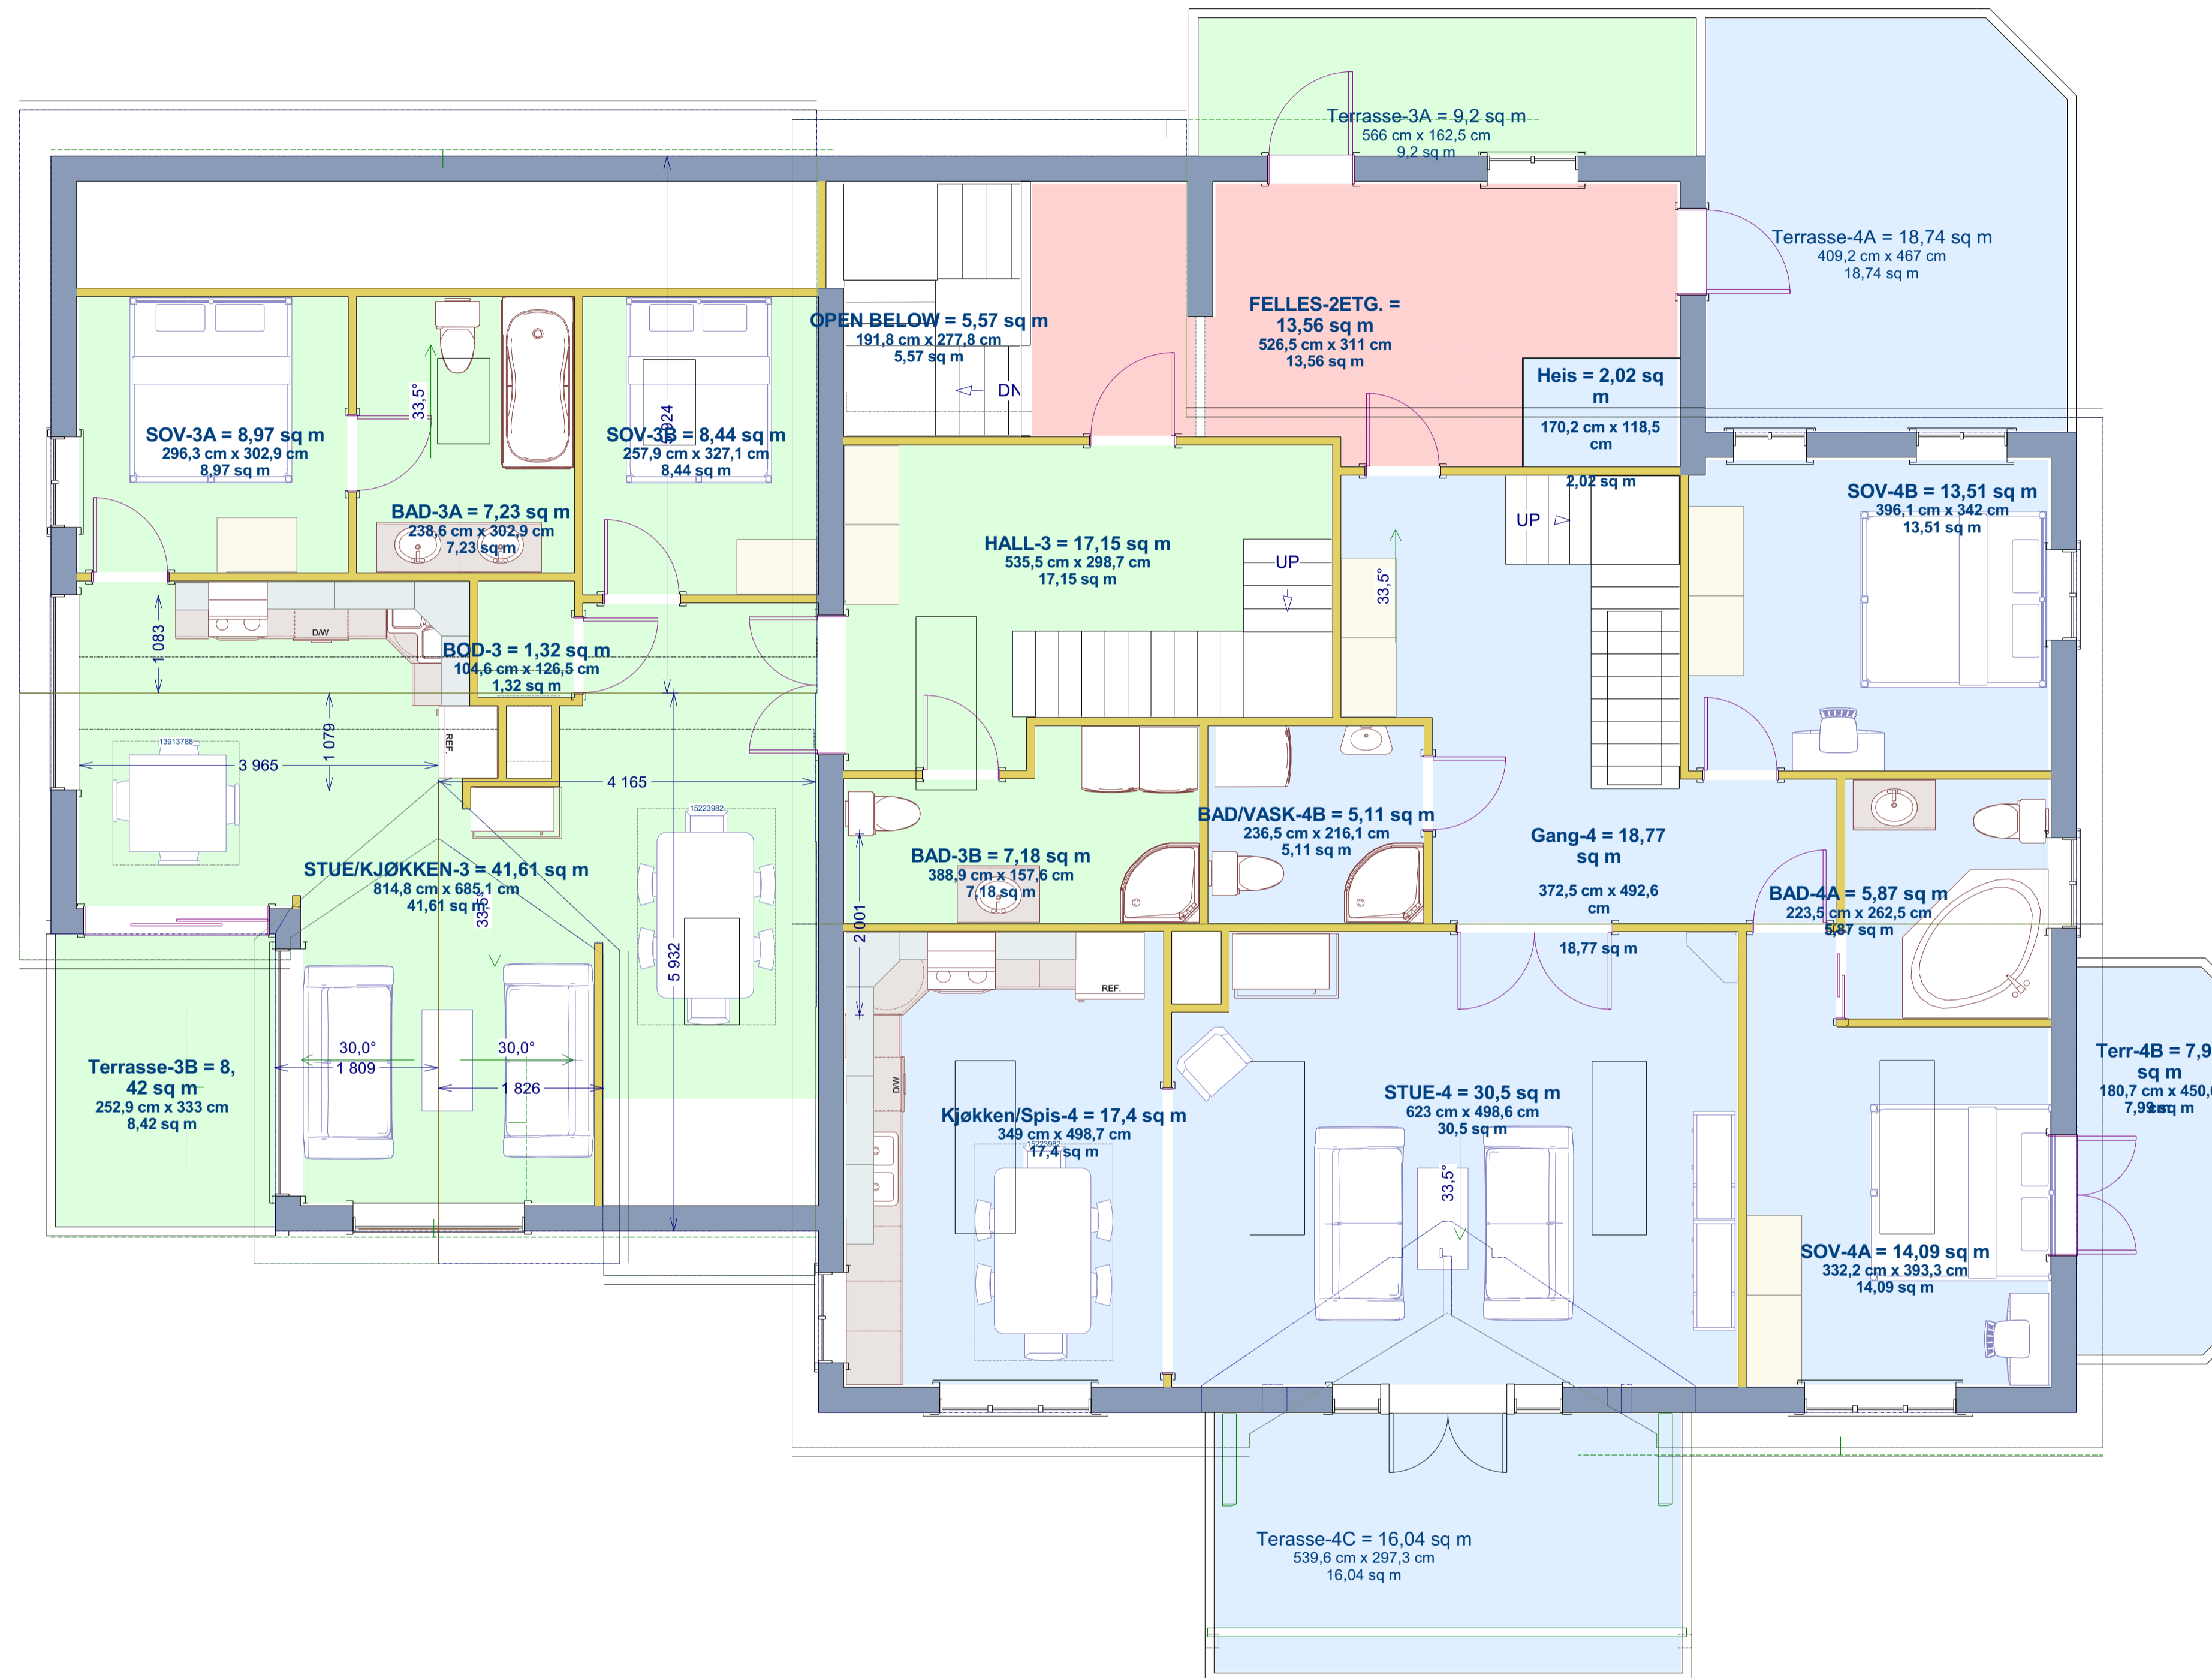 Terrasse-3A = 9,2 sq m
566 cm x 162,5 cm
9,2 sq m
Terrasse-4A = 18,74 sq m
409,2 cm x 467 cm
18,74 sq m
FELLES-2ETG. =
13,56 sq m
526,5 cm x 311 cm
13,56 sq m
OPEN BELOW = 5,57 sq m
191,8 cm x 277,8 cm
5,57 sq m
DN
Heis = 2,02 sq
m
170,2 cm x 118,5
cm
2,02 sq m
33,5°
5 924
SOV-3A = 8,97 sq m
296,3 cm x 302,9 cm
8,97 sq m
SOV-3B = 8,44 sq m
257,9 cm x 327,1 cm
8,44 sq m
BAD-3A = 7,23 sq m
238,6 cm x 302,9 cm
7,23 sq m
SOV-4B = 13,51 sq m
396,1 cm x 342 cm
13,51 sq m
UP
HALL-3 = 17,15 sq m
535,5 cm x 298,7 cm
17,15 sq m
UP
33,5°
D/W
1 083
BOD-3 = 1,32 sq m
104,6 cm x 126,5 cm
1,32 sq m
1 079
REF.
13913788
3 965
4 165
15223982
STUE/KJØKKEN-3 = 41,61 sq m
814,8 cm x 685,1 cm
41,61 sq m
33,5°
BAD/VASK-4B = 5,11 sq m
236,5 cm x 216,1 cm
5,11 sq m
Gang-4 = 18,77
sq m
372,5 cm x 492,6
cm
18,77 sq m
BAD-3B = 7,18 sq m
388,9 cm x 157,6 cm
7,18 sq m
BAD-4A = 5,87 sq m
223,5 cm x 262,5 cm
5,87 sq m
2 001
5 932
REF.
D/W
30,0°
30,0°
1 809
1 826
Terrasse-3B = 8,
42 sq m
252,9 cm x 333 cm
8,42 sq m
Terr-4B = 7,9
sq m
180,7 cm x 450,
7,99 sq m
STUE-4 = 30,5 sq m
623 cm x 498,6 cm
30,5 sq m
33,5°
Kjøkken/Spis-4 = 17,4 sq m
349 cm x 498,7 cm
15223982
17,4 sq m
SOV-4A = 14,09 sq m
332,2 cm x 393,3 cm
14,09 sq m
Terasse-4C = 16,04 sq m
539,6 cm x 297,3 cm
16,04 sq m